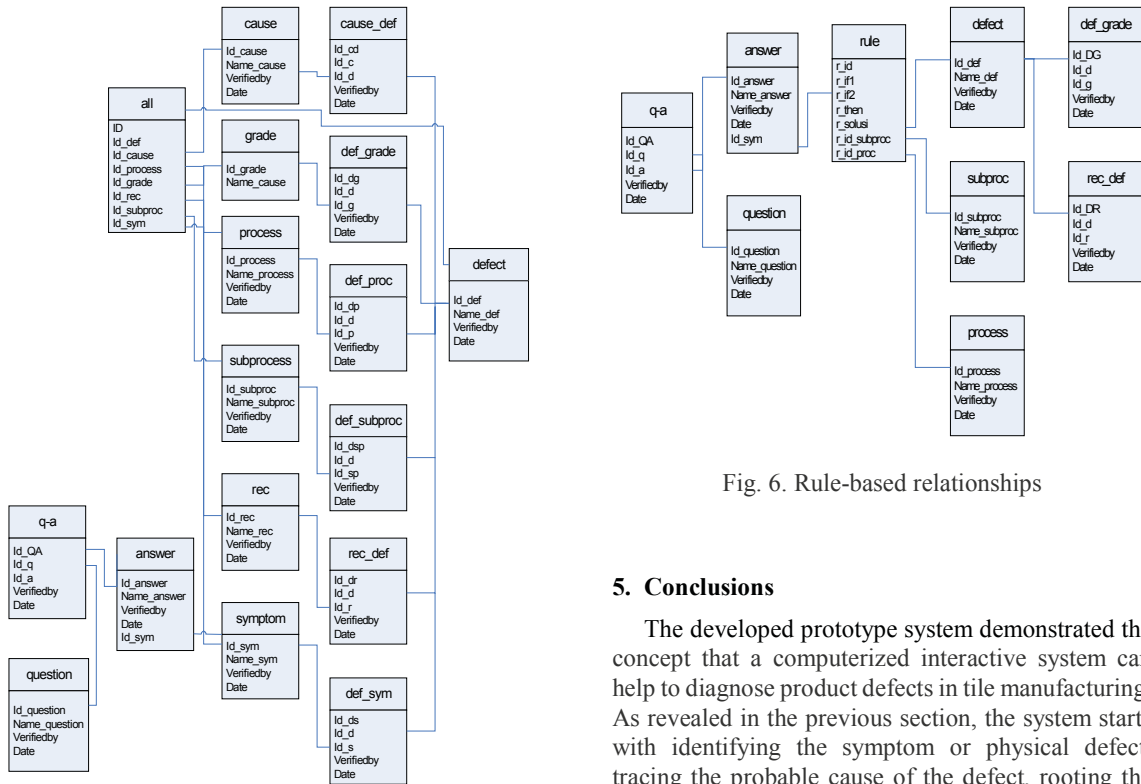 cause
Id_cause
Name_cause
Verifiedby
Date
cause_def
Id_cd
Id_c
Id_d
Verifiedby
Date
all
ID
Id_def
Id_cause
Id_process
Id_grade
Id_rec
Id_subproc
Id_sym
grade
Id_grade
Name_cause
def_grade
Id_dg
Id_d
Id_g
Verifiedby
Date
process
Id_process
Name_process
Verifiedby
Date
def_proc
Id_dp
Id_d
Id_p
Verifiedby
Date
defect
Id_def
Name_def
Verifiedby
Date
subprocess
Id_subproc
Name_subproc
Verifiedby
Date
def_subproc
Id_dsp
Id_d
Id_sp
Verifiedby
Date
rec
Id_rec
Name_rec
Verifiedby
Date
rec_def
Id_dr
Id_d
Id_r
Verifiedby
Date
q-a
Id_QA
Id_q
Id_a
Verifiedby
Date
answer
Id_answer
Name_answer
Verifiedby
Date
Id_sym
symptom
Id_sym
Name_sym
Verifiedby
Date
question
Id_question
Name_question
Verifiedby
Date
def_sym
Id_ds
Id_d
Id_s
Verifiedby
Date
q-a
Id_QA
Id_q
Id_a
Verifiedby
Date
answer
Id_answer
Name_answer
Verifiedby
Date
Id_sym
rule
r_id
r_if1
r_if2
r_then
r_solusi
r_id_subproc
r_id_proc
defect
Id_def
Name_def
Verifiedby
Date
def_grade
Id_DG
Id_d
Id_g
Verifiedby
Date
question
Id_question
Name_question
Verifiedby
Date
subproc
Id_subproc
Name_subproc
Verifiedby
Date
rec_def
Id_DR
Id_d
Id_r
Verifiedby
Date
process
Id_process
Name_process
Verifiedby
Date
Fig. 6. Rule-based relationships
5. Conclusions
The developed prototype system demonstrated th
concept that a computerized interactive system ca
help to diagnose product defects in tile manufacturing
As revealed in the previous section, the system start
with identifying the symptom or physical defect
tracing the probable cause of the defect, rooting th